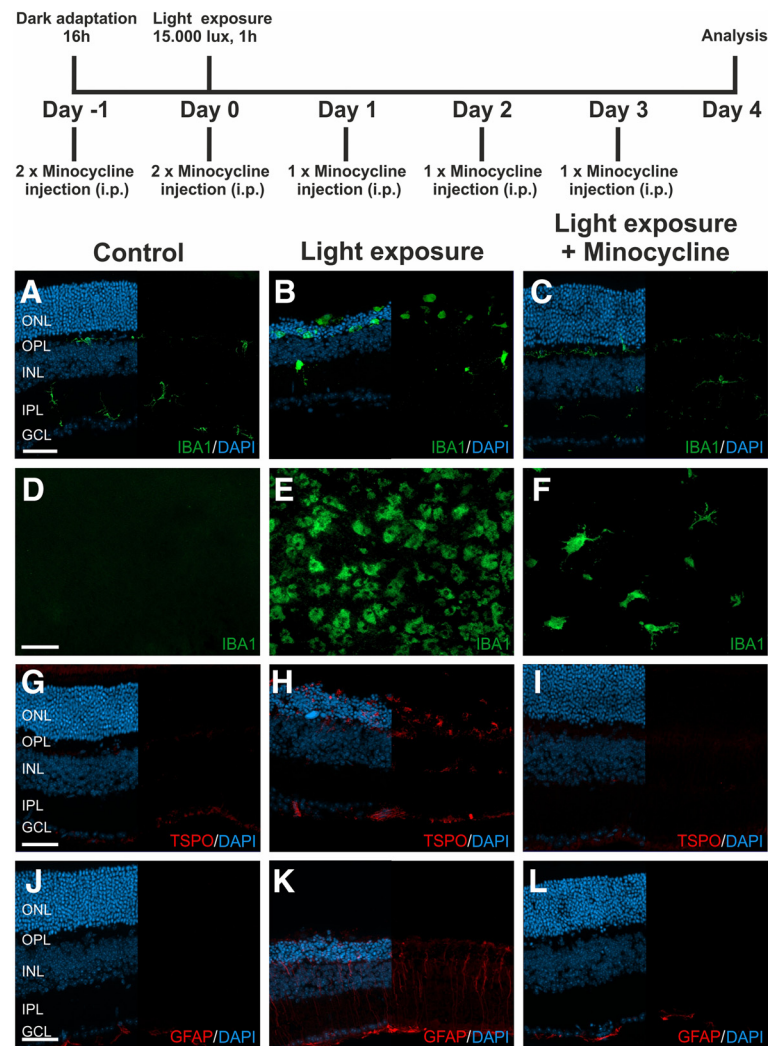 Dark adaptation
16h
Light exposure
15.000 lux, 1h
Analysis
Day -1
Day 0
Day 1
Day 2
Day 3
Day 4
2 x Minocycline
injection (i.p.)
2 x Minocycline
injection (i.p.)
1 x Minocycline
injection (i.p.)
1 x Minocycline
injection (i.p.)
1 x Minocycline
injection (i.p.)
Control
Light exposure
Light exposure
+ Minocycline
A
ONL
OPL
INL
IPL
GCL
IBA1/DAPI
B
IBA1/DAPI
C
IBA1/DAPI
D
IBA1
E
IBA1
F
IBA1
G
ONL
OPL
INL
IPL
GCL
TSPO/DAPI
H
TSPO/DAPI
I
TSPO/DAPI
J
ONL
OPL
INL
IPL
GCL
GFAP/DAPI
K
GFAP/DAPI
L
GFAP/DAPI